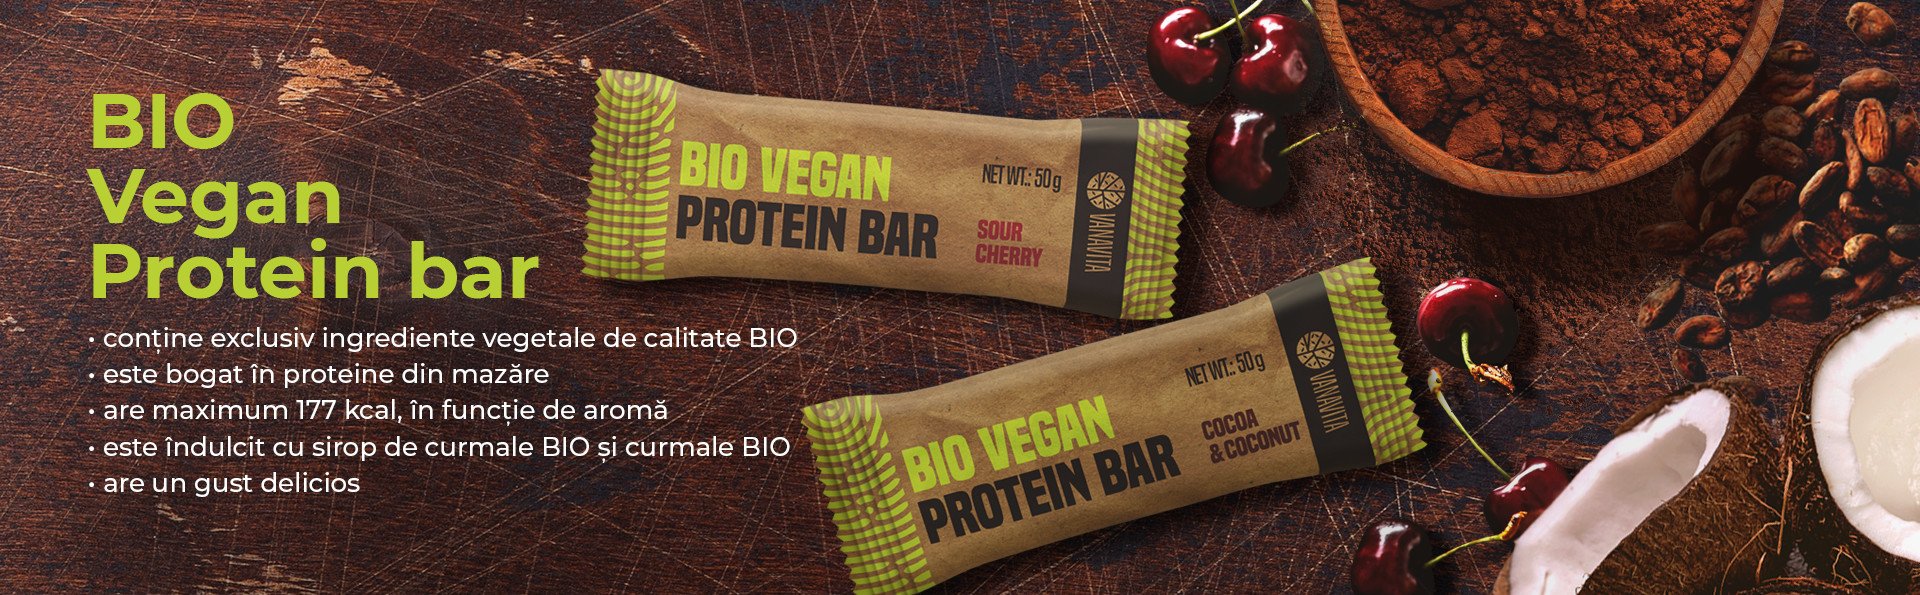 BIO
Vegan
Protein bar
• conține exclusiv ingrediente vegetale de calitate BIO
• este bogat în proteine din mazăre
• are maximum 177 kcal, în funcție de aromă
• este îndulcit cu sirop de curmale BIO și curmale BIO
• are un gust delicios
BIO VEGAN
PROTEIN BAR
NET WT.: 50 g
SOUR
CHERRY
VANAVITA
BIO VEGAN
PROTEIN BAR
NET WT.: 50 g
COCOA
& COCONUT
VANAVITA